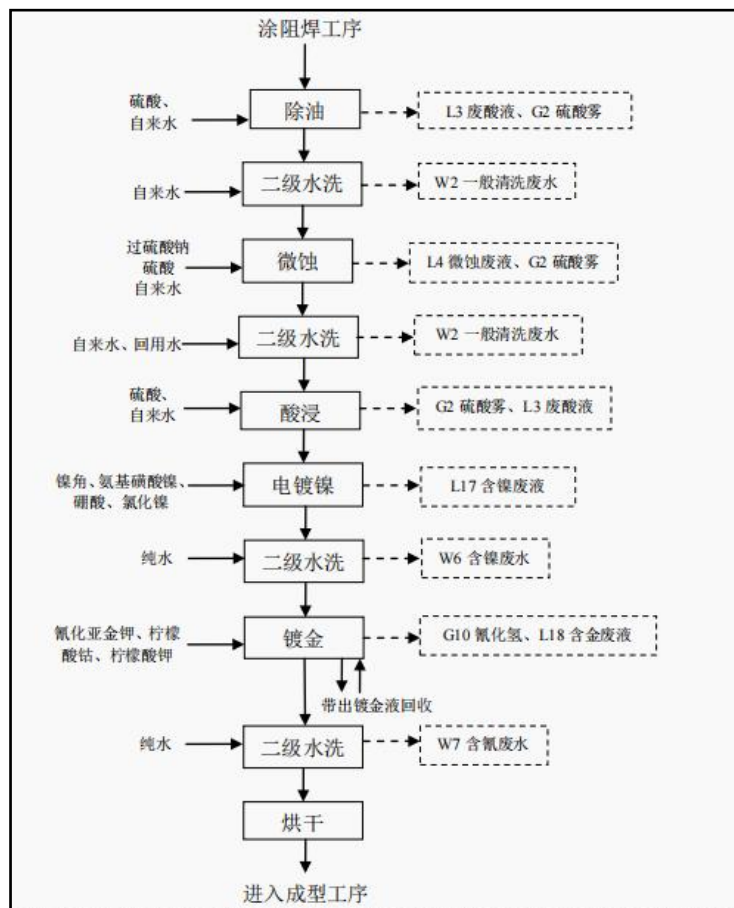 涂阻焊工序
硫酸、
自来水
除油
L3 废酸液、G2 硫酸雾
自来水
二级水洗
W2 一般清洗废水
过硫酸钠
硫酸
自来水
微蚀
L4 微蚀废液、G2 硫酸雾
自来水、回用水
二级水洗
W2 一般清洗废水
硫酸、
自来水
酸浸
G2 硫酸雾、L3 废酸液
镍角、氨基磺酸镍、
硼酸、氯化镍
电镀镍
L17 含镍废液
纯水
二级水洗
W6 含镍废水
氰化亚金钾、柠檬
酸钴、柠檬酸钾
镀金
G10 氰化氢、L18 含金废液
带出镀金液回收
纯水
二级水洗
W7 含氰废水
烘干
进入成型工序